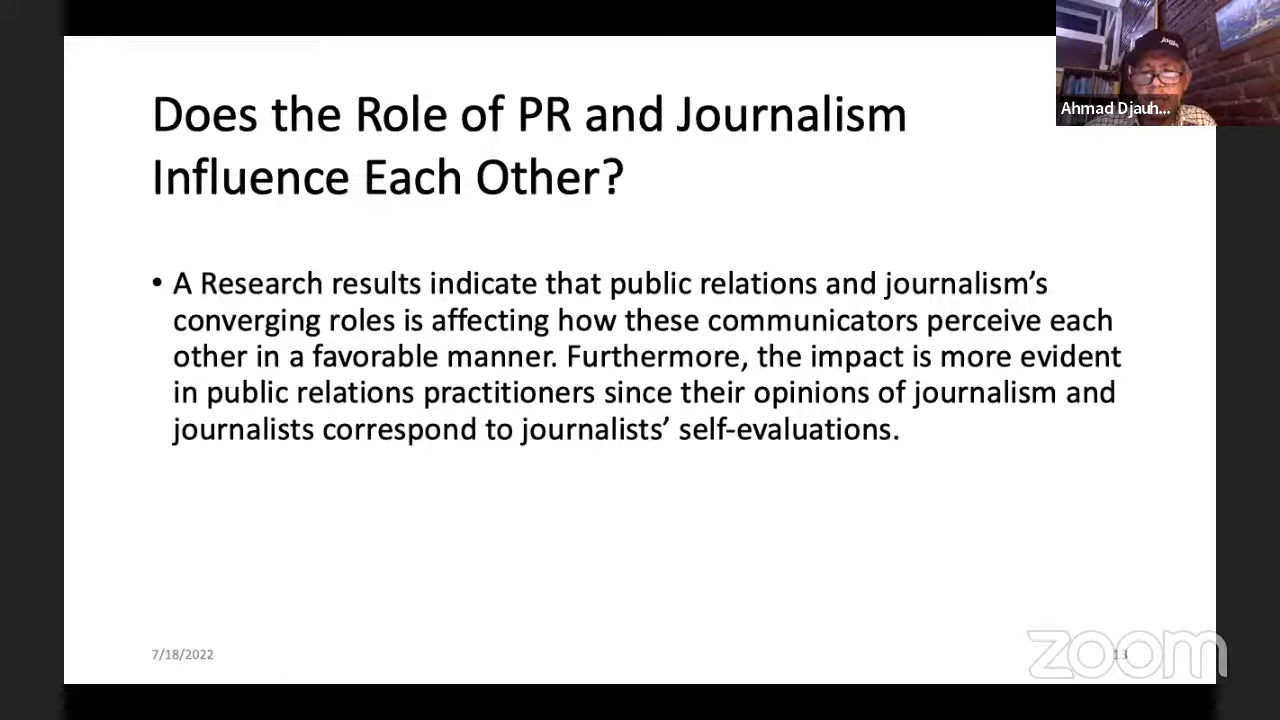 Does the Role of PR and Journalism
Influence Each Other?
• A Research results indicate that public relations and journalism’s
converging roles is affecting how these communicators perceive each
other in a favorable manner. Furthermore, the impact is more evident
in public relations practitioners since their opinions of journalism and
journalists correspond to journalists’ self-evaluations.
Ahmad Djauh...
7/18/2022
13
zoom